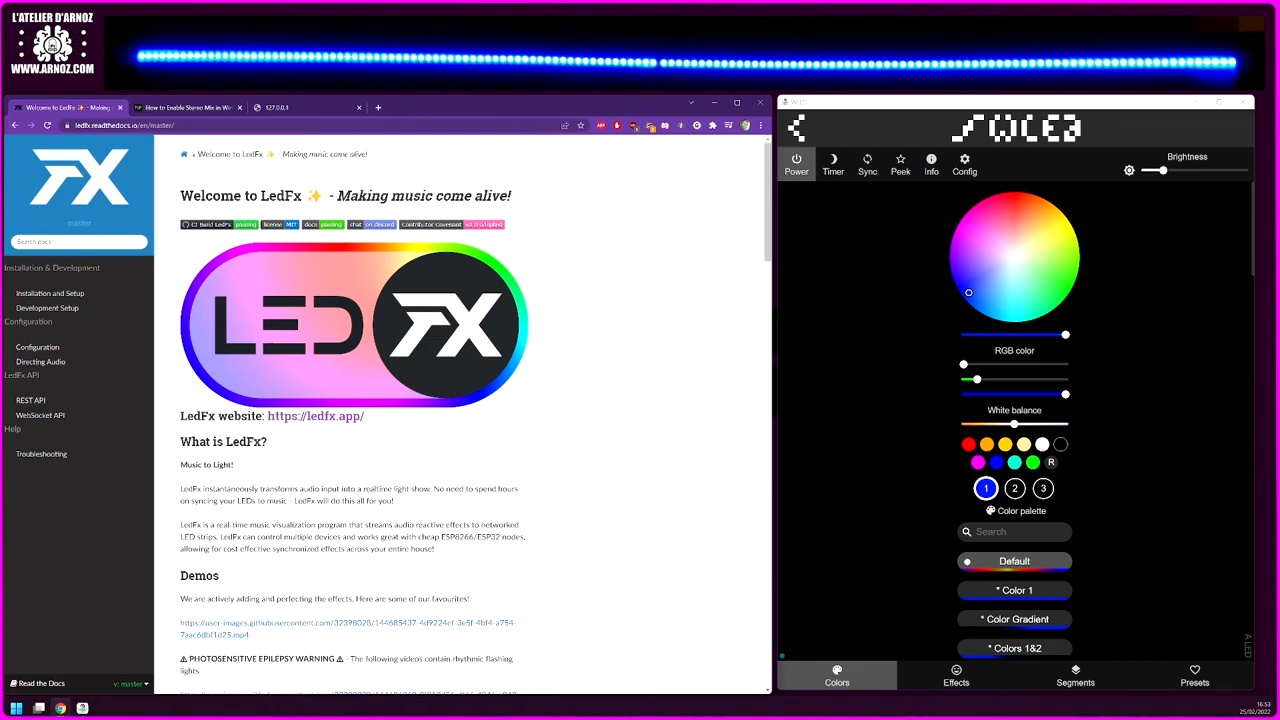 L'ATELIER D'ARNOZ
WWW.ARNOZ.COM
Welcome to LedFx ✨ - Making
How to Enable Stereo Mix in Wi
127.0.0.1
ledfx.readthedocs.io/en/master/
FX
master
Search docs
Installation & Development
Installation and Setup
Development Setup
Configuration
Configuration
Directing Audio
LedFx API
REST API
WebSocket API
Help
Troubleshooting
Read the Docs
v: master
» Welcome to LedFx ✨ - Making music come alive!
Welcome to LedFx ✨ - Making music come alive!
CI Build LedFx passing license MIT docs passing chat on discord Contributor Covenant v2.0 adopted
LED FX
LedFx website: https://ledfx.app/
What is LedFx?
Music to Light!
LedFx instantaneously transforms audio input into a realtime light show. No need to spend hours
on syncing your LEDs to music - LedFx will do this all for you!
LedFx is a real-time music visualization program that streams audio reactive effects to networked
LED strips. LedFx can control multiple devices and works great with cheap ESP8266/ESP32 nodes,
allowing for cost effective synchronized effects across your entire house!
Demos
We are actively adding and perfecting the effects. Here are some of our favourites!
https://user-images.githubusercontent.com/32398028/144685437-4d9224ef-3e5f-4bf4-a754-
7aac6dbf1d25.mp4
⚠ PHOTOSENSITIVE EPILEPSY WARNING ⚠ - The following videos contain rhythmic flashing
lights
WLED
WLED
Power
Timer
Sync
Peek
Info
Config
Brightness
RGB color
White balance
R
1
2
3
Color palette
Search
Default
* Color 1
* Color Gradient
* Colors 1&2
A LED
Colors
Effects
Segments
Presets
16:53
25/02/2022